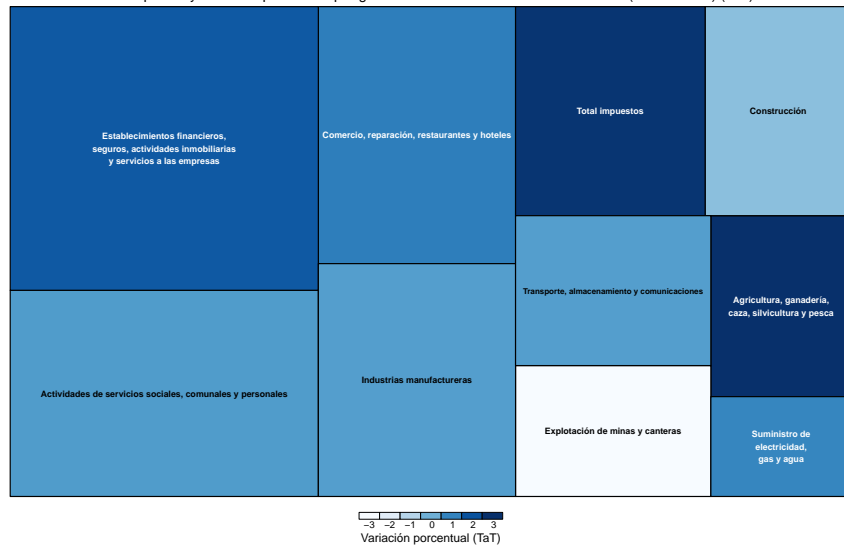 Establecimientos financieros,
seguros, actividades inmobiliarias
y servicios a las empresas
Comercio, reparación, restaurantes y hoteles
Total impuestos
Construcción
Transporte, almacenamiento y comunicaciones
Agricultura, ganadería,
caza, silvicultura y pesca
Actividades de servicios sociales, comunales y personales
Industrias manufactureras
Explotación de minas y canteras
Suministro de
electricidad,
gas y agua
−3 −2 −1 0 1 2 3
Variación porcentual (TaT)